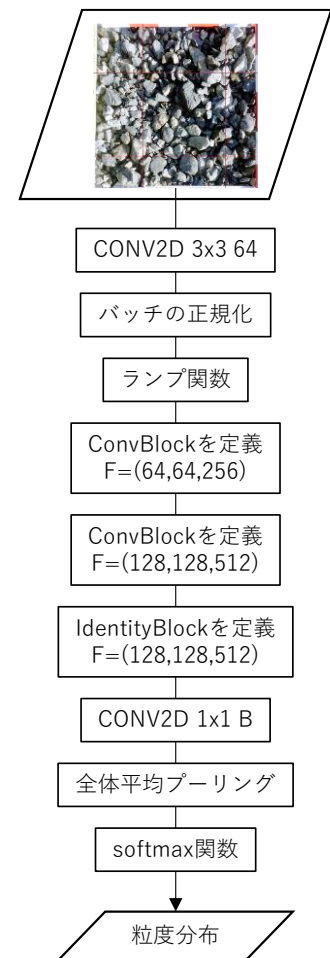 CONV2D 3x3 64
バッチの正規化
ランプ関数
ConvBlockを定義
F=(64,64,256)
ConvBlockを定義
F=(128,128,512)
IdentityBlockを定義
F=(128,128,512)
CONV2D 1x1 B
全体平均プーリング
softmax関数
粒度分布